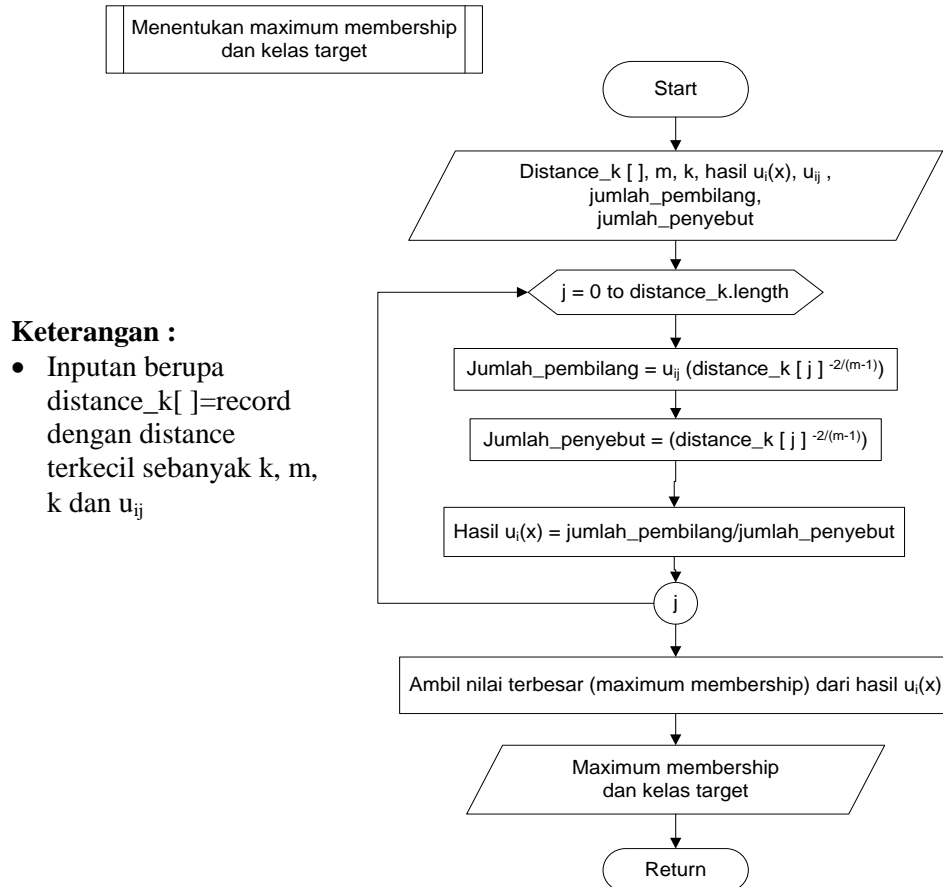 Menentukan maximum membership
dan kelas target
Start
Distance_k [ ], m, k, hasil uᵢ(x), uᵢⱼ ,
jumlah_pembilang,
jumlah_penyebut
j = 0 to distance_k.length
Jumlah_pembilang = uᵢⱼ (distance_k [ j ] ⁻²/⁽ᵐ⁻¹⁾)
Jumlah_penyebut = (distance_k [ j ] ⁻²/⁽ᵐ⁻¹⁾)
Hasil uᵢ(x) = jumlah_pembilang/jumlah_penyebut
j
Ambil nilai terbesar (maximum membership) dari hasil uᵢ(x)
Maximum membership
dan kelas target
Return
Keterangan :
• Inputan berupa
distance_k[ ]=record
dengan distance
terkecil sebanyak k, m,
k dan uᵢⱼ